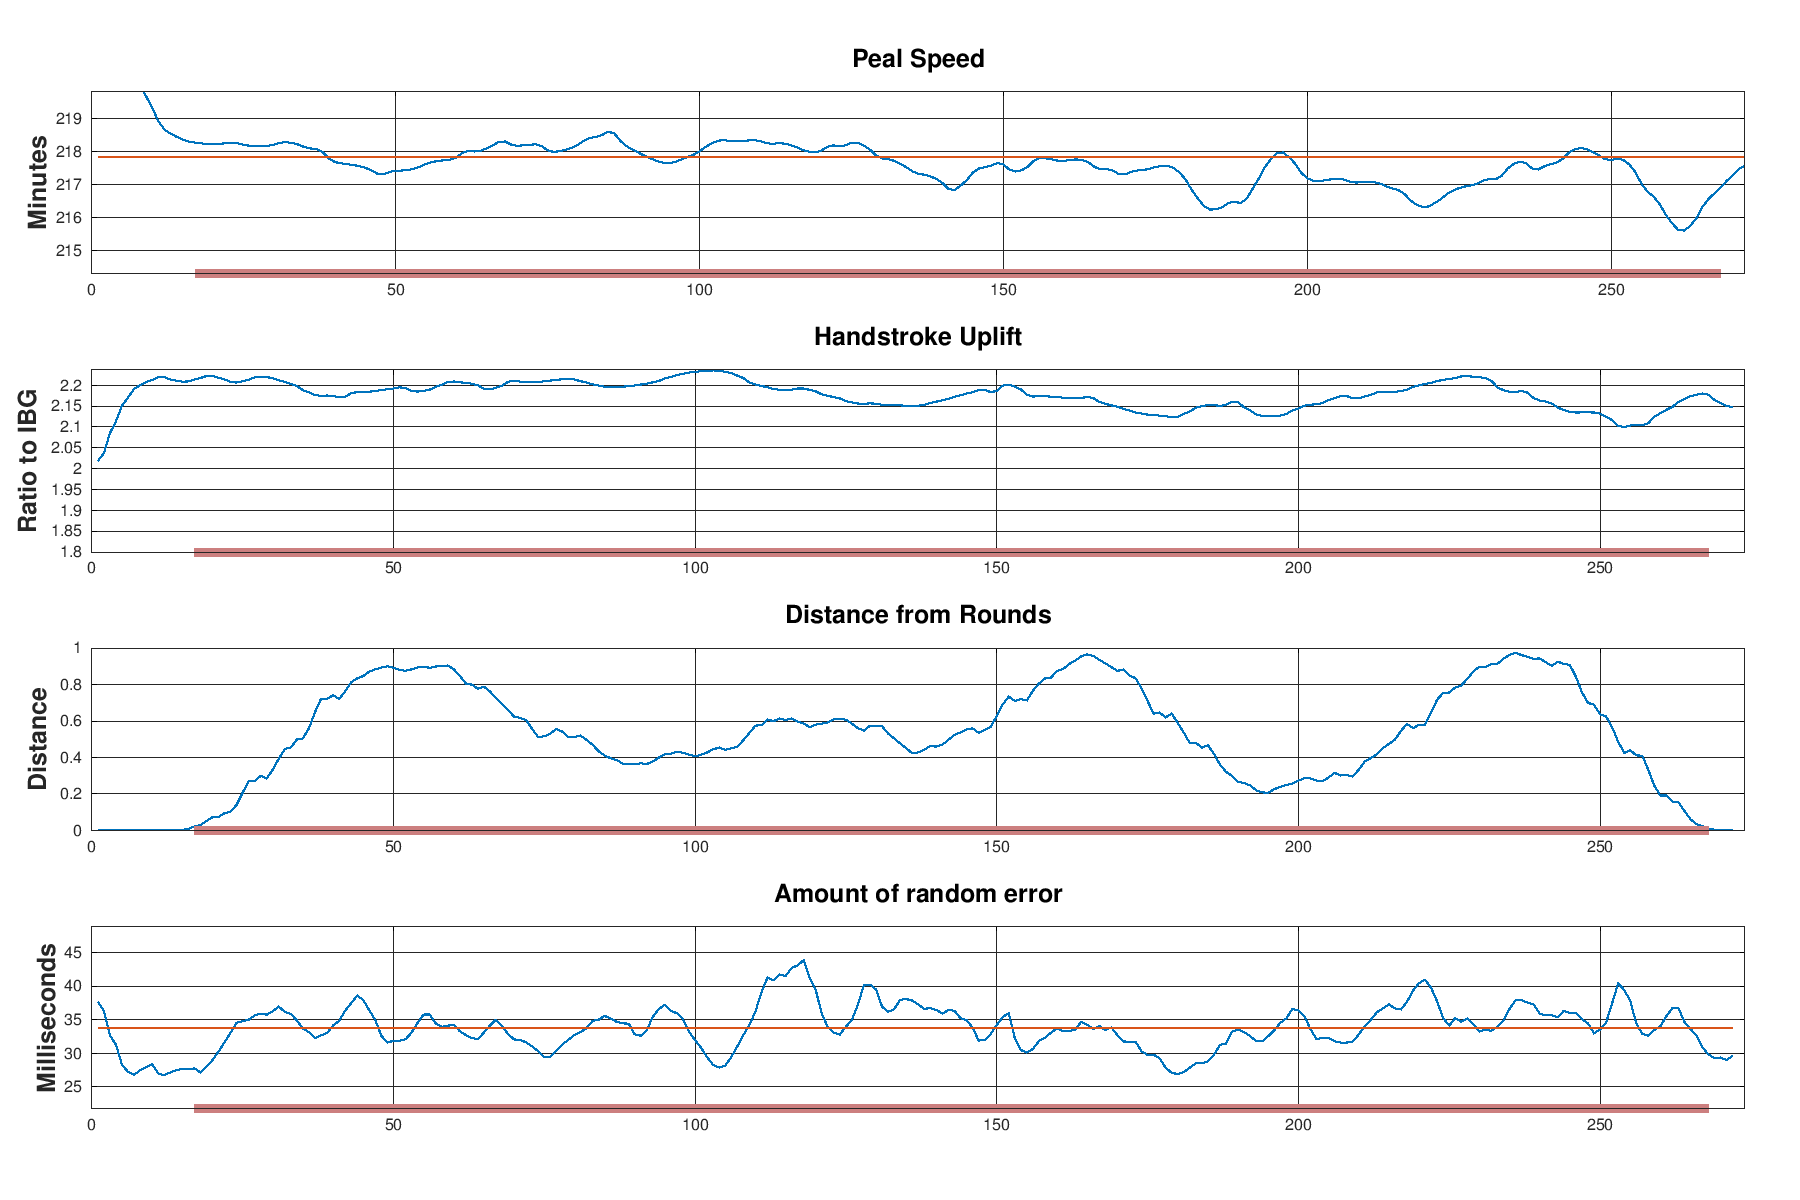 Peal Speed
Minutes
219
218
217
216
215
0 50 100 150 200 250
Handstroke Uplift
Ratio to IBG
2.2
2.15
2.1
2.05
2
1.95
1.9
1.85
1.8
0 50 100 150 200 250
Distance from Rounds
Distance
1
0.8
0.6
0.4
0.2
0
0 50 100 150 200 250
Amount of random error
Milliseconds
45
40
35
30
25
0 50 100 150 200 250